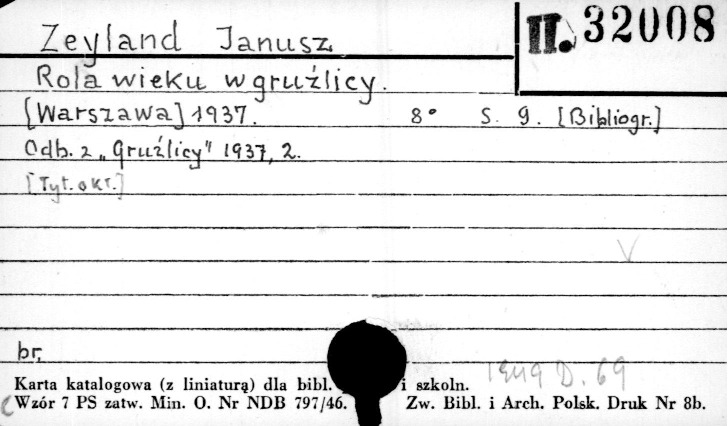 Zeyland Janusz
II. 32008
Rola wieku w gruźlicy.
[Warszawa] 1937. 8° S. 9. [Bibliogr.]
Odb. z „Gruźlicy" 1937, 2.
[Tyt. okł.]
br.
1949 D. 69
Karta katalogowa (z liniaturą) dla bibl. i szkoln.
Wzór 7 PS zatw. Min. O. Nr NDB 797/46. Zw. Bibl. i Arch. Polsk. Druk Nr 8b.